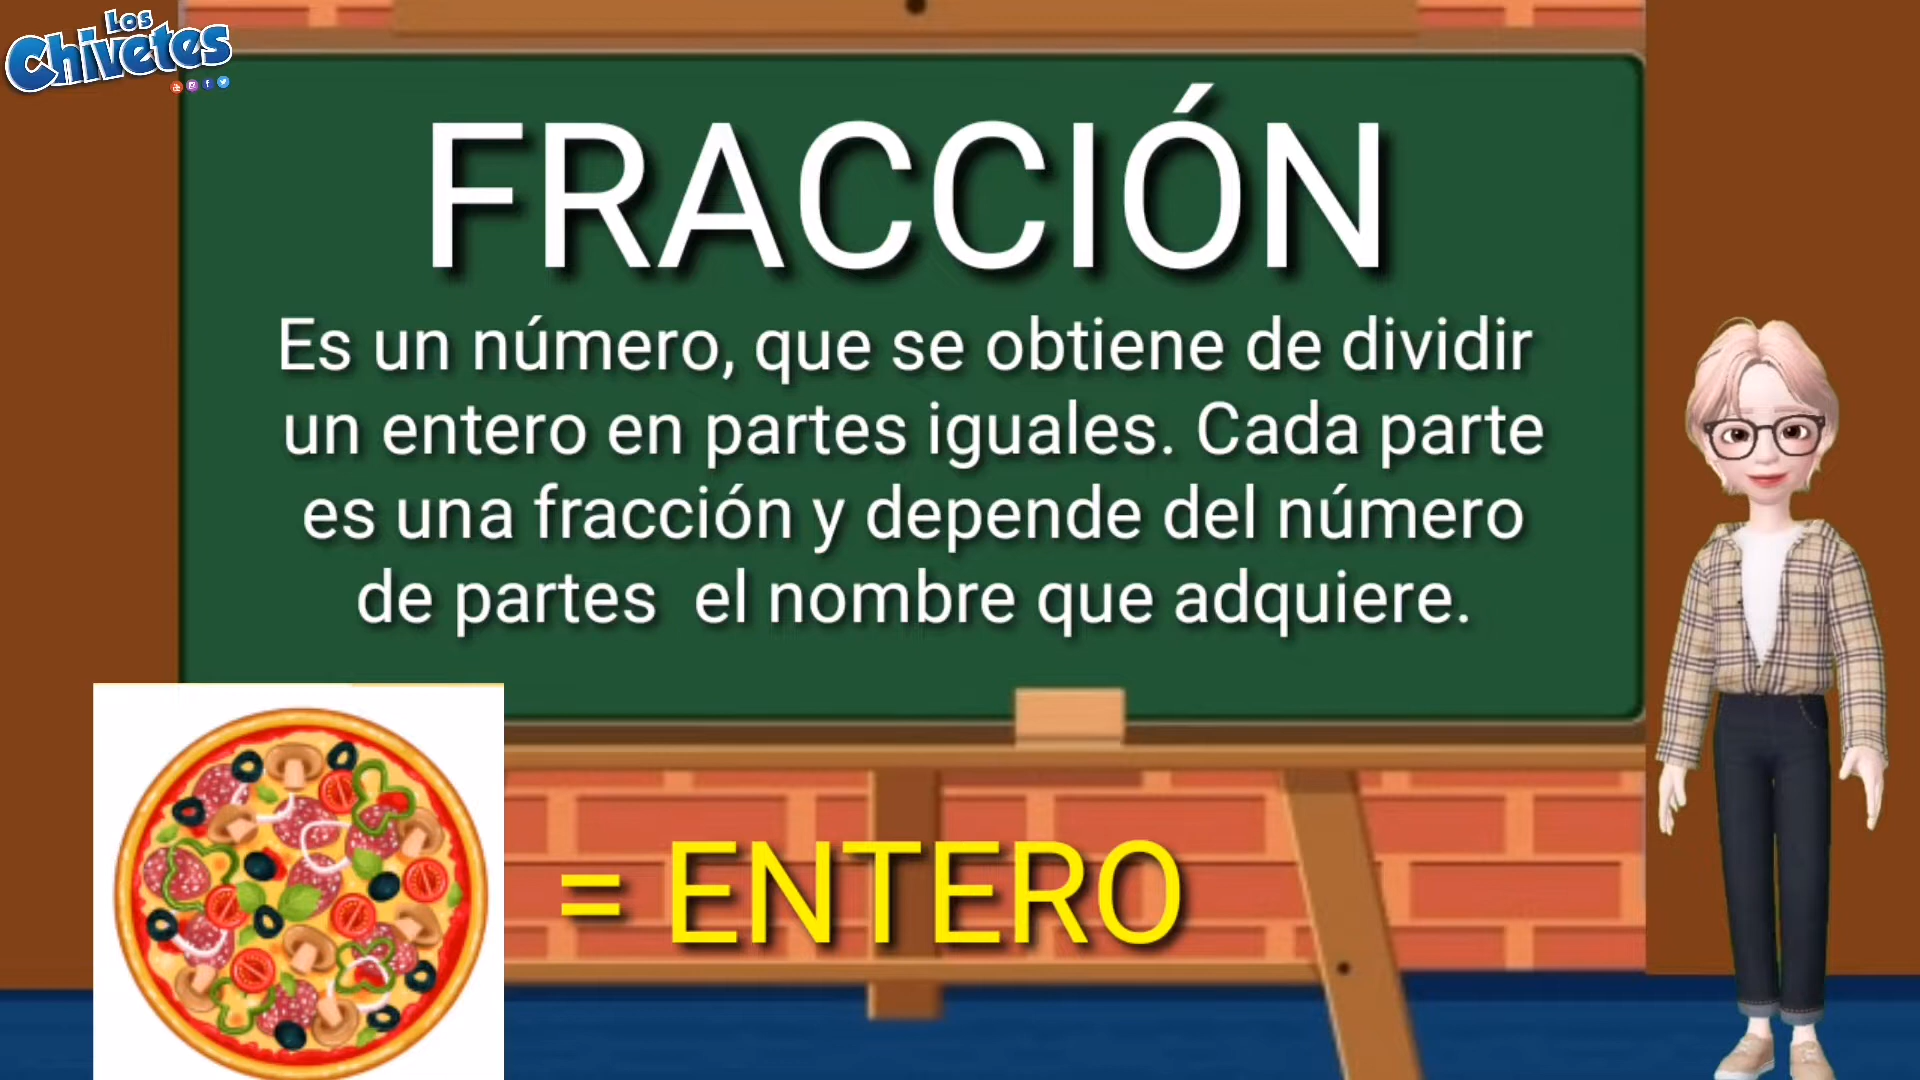 Los
Chivetes
FRACCIÓN
Es un número, que se obtiene de dividir
un entero en partes iguales. Cada parte
es una fracción y depende del número
de partes  el nombre que adquiere.
= ENTERO